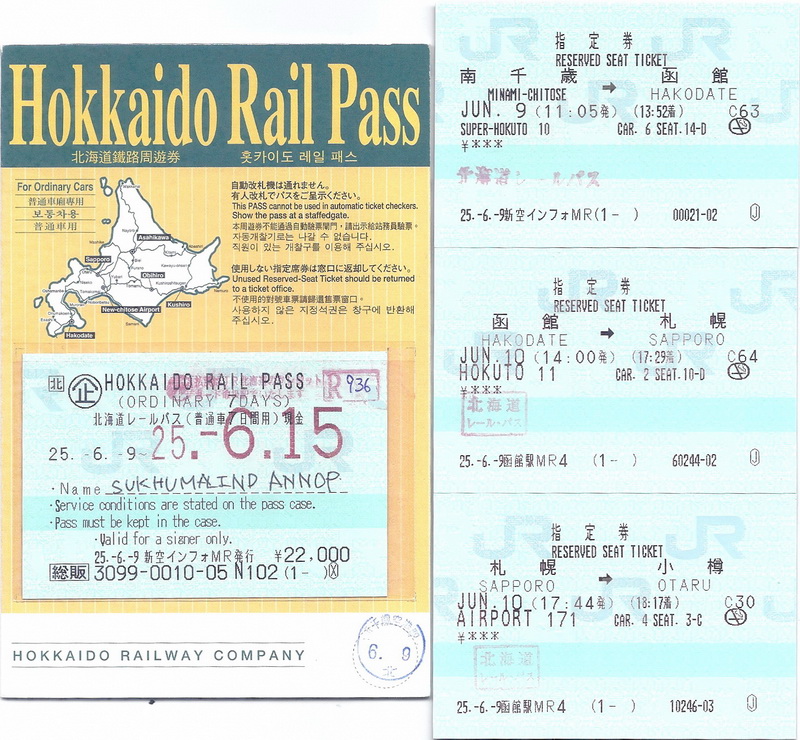 Hokkaido Rail Pass
北海道鐵路周遊券 홋카이도 레일 패스
For Ordinary Cars
普通車廂專用
보통차용
普通車用
自動改札機は通れません。
有人改札でパスをご呈示ください。
This PASS cannot be used in automatic ticket checkers.
Show the pass at a staffedgate.
本周遊券不能通過自動驗票閘門,請出示給站務員驗票。
자동개찰기로는 나갈 수 없습니다.
직원이 있는 개찰구를 이용해 주십시오.
使用しない指定席券は窓口に返却してください。
Unused Reserved-Seat Ticket should be returned
to a ticket office.
不使用的對號車票請歸還售票窗口。
사용하지 않은 지정석권은 창구에 반환해
주십시오.
Asahikawa
Sapporo
Obihiro
Kushiro
New-chitose Airport
Hakodate
北 企 HOKKAIDO RAIL PASS
R 936
(ORDINARY 7DAYS)
北海道レールパス(普通車7日間用) 現金
25.-6.-9~25.-6.15
・Name SUKHUMALIND ANNOP.
・Service conditions are stated on the pass case.
・Pass must be kept in the case.
・Valid for a signer only.
25.-6.-9 新空インフォMR発行 ¥22,000
総販 3099-0010-05 N102 (1- )
HOKKAIDO RAILWAY COMPANY
6. 9
北
JR
指定券
RESERVED SEAT TICKET
南千歳 函館
MINAMI-CHITOSE → HAKODATE
JUN. 9 (11:05発) (13:52着) C63
SUPER-HOKUTO 10 CAR. 6 SEAT.14-D
¥***
北海道レールパス
25.-6.-9新空インフォMR(1- ) 00021-02
JR
指定券
RESERVED SEAT TICKET
函館 札幌
HAKODATE → SAPPORO
JUN.10 (14:00発) (17:29着) C64
HOKUTO 11 CAR. 2 SEAT.10-D
¥***
北海道
レール・パス
25.-6.-9函館駅MR4 (1- ) 60244-02
JR
指定券
RESERVED SEAT TICKET
札幌 小樽
SAPPORO → OTARU
JUN.10 (17:44発) (18:17着) C30
AIRPORT 171 CAR. 4 SEAT. 3-C
¥***
北海道
25.-6.-9函館駅MR4 (1- ) 10246-03